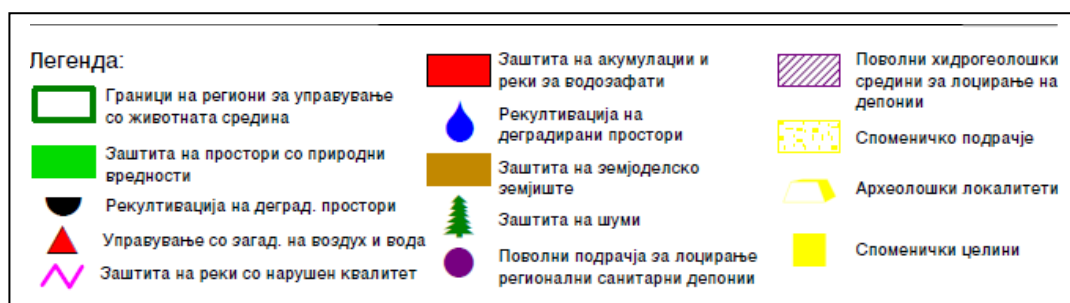 Легенда:
Граници на региони за управување
со животната средина
Заштита на простори со природни
вредности
Рекултивација на деград. простори
Управување со загад. на воздух и вода
Заштита на реки со нарушен квалитет
Заштита на акумулации и
реки за водозафати
Рекултивација на
деградирани простори
Заштита на земјоделско
земјиште
Заштита на шуми
Поволни подрачја за лоцирање
регионални санитарни депонии
Поволни хидрогеолошки
средини за лоцирање на
депонии
Споменичко подрачје
Археолошки локалитети
Споменички целини